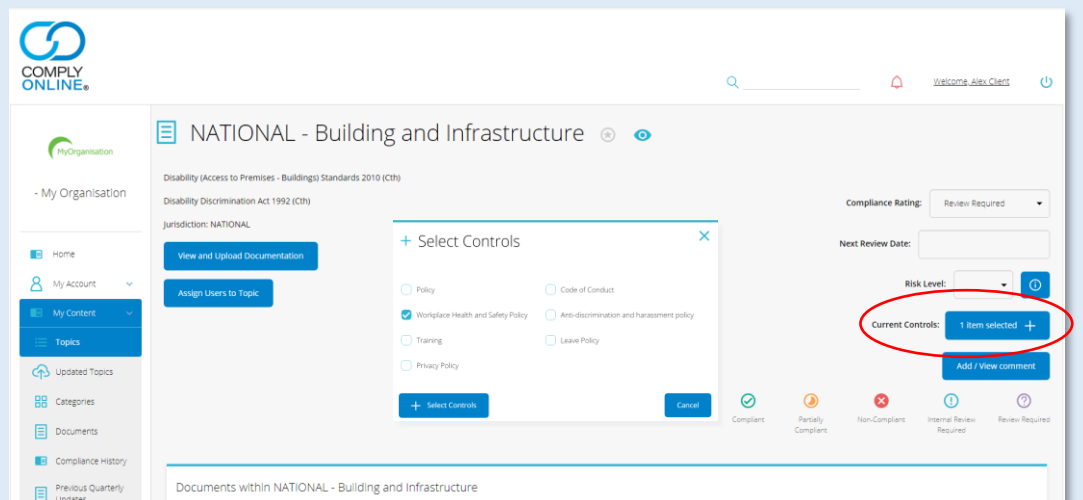 COMPLY
ONLINE®
Welcome, Alex Client
MyOrganisation
- My Organisation
Home
My Account
My Content
Topics
Updated Topics
Categories
Documents
Compliance History
Previous Quarterly
Updates
NATIONAL - Building and Infrastructure
Disability (Access to Premises - Buildings) Standards 2010 (Cth)
Disability Discrimination Act 1992 (Cth)
Jurisdiction: NATIONAL
View and Upload Documentation
Assign Users to Topic
+ Select Controls
Policy
Code of Conduct
Workplace Health and Safety Policy
Anti-discrimination and harassment policy
Training
Leave Policy
Privacy Policy
+ Select Controls
Cancel
Compliance Rating: Review Required
Next Review Date:
Risk Level:
Current Controls: 1 item selected +
Add / View comment
Compliant
Partially
Compliant
Non-Compliant
Internal Review
Required
Review Required
Documents within NATIONAL - Building and Infrastructure